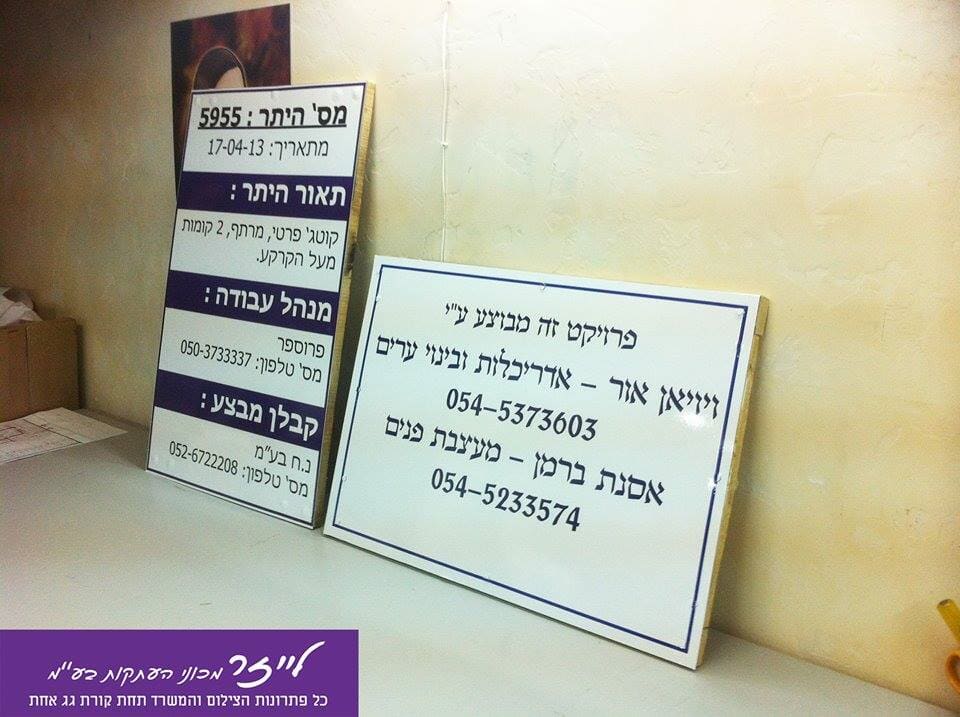 מס' היתר : 5955
מתאריך: 17-04-13
תאור היתר :
קוטג' פרטי, מרתף, 2 קומות
מעל הקרקע.
מנהל עבודה :
פרוספר
מס' טלפון: 050-3733337
קבלן מבצע :
נ.ח בע"מ
מס' טלפון: 052-6722208
פרויקט זה מבוצע ע"י
ויויאן אור – אדריכלות ובינוי ערים
054-5373603
אסנת ברמן – מעצבת פנים
054-5233574
לייזר מכוני העתקות בע"מ
כל פתרונות הצילום והמשרד תחת קורת גג אחת